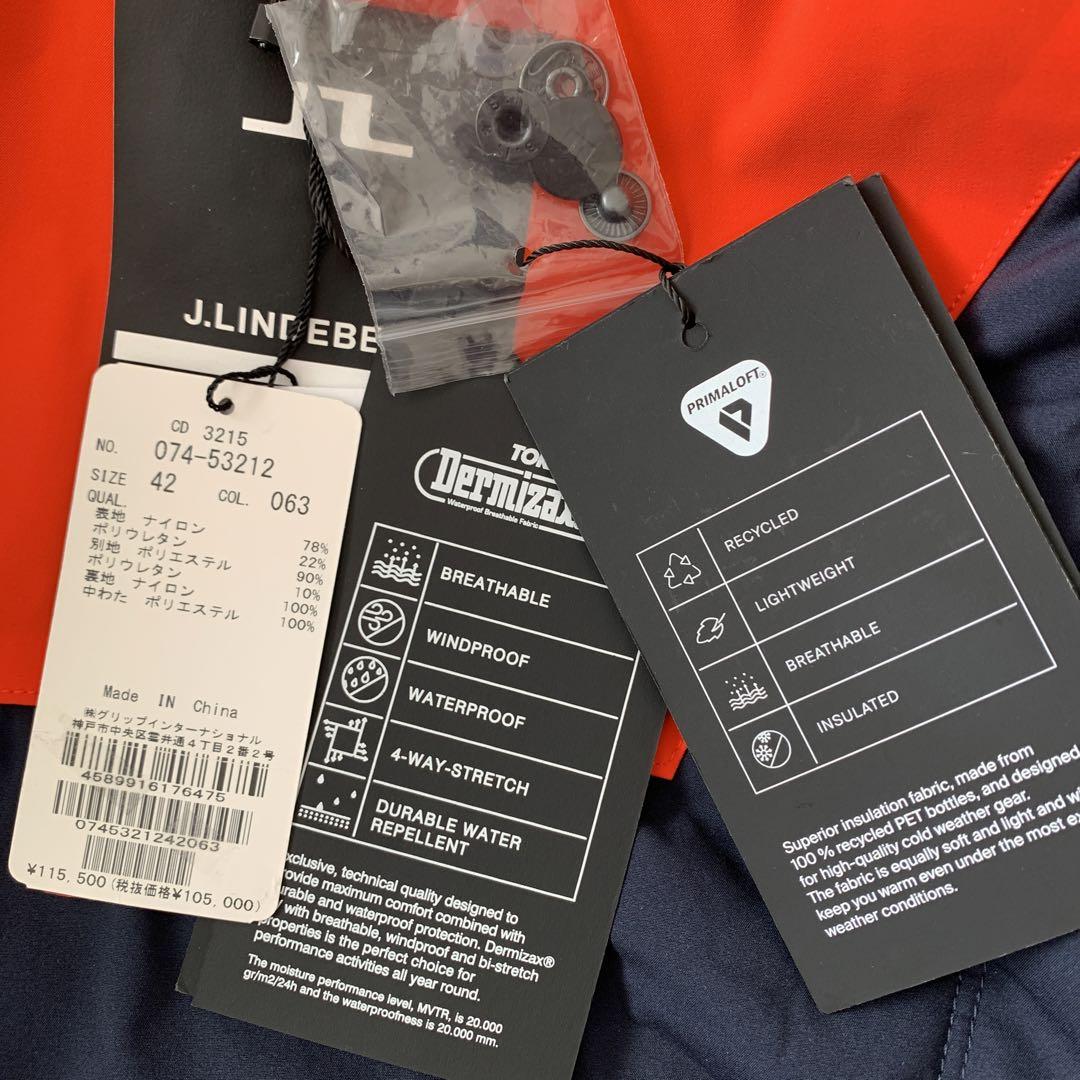 J.LINDEBE
CD 3215
NO. 074-53212
SIZE 42 COL. 063
QUAL.
表地 ナイロン 78%
ポリウレタン 22%
別地 ポリエステル 90%
ポリウレタン 10%
裏地 ナイロン 100%
中わた ポリエステル 100%
Made IN China
㈱グリップインターナショナル
神戸市中央区雲井通4丁目2番2号
4589916176475
0745321242063
¥115,500(税抜価格¥105,000)
Dermizax
Waterproof Breathable Fabric
BREATHABLE
WINDPROOF
WATERPROOF
4-WAY-STRETCH
DURABLE WATER
REPELLENT
technical quality designed to
maximum comfort combined with
and waterproof protection. Dermizax®
with breathable, windproof and bi-stretch
properties is the perfect choice for
performance activities all year round.
The moisture performance level, MVTR, is 20.000
gr/m2/24h and the waterproofness is 20.000 mm.
PRIMALOFT®
RECYCLED
LIGHTWEIGHT
BREATHABLE
INSULATED
Superior insulation fabric, made from
100 % recycled PET bottles, and designed
for high-quality cold weather gear.
The fabric is equally soft and light and
keep you warm even under the most
weather conditions.